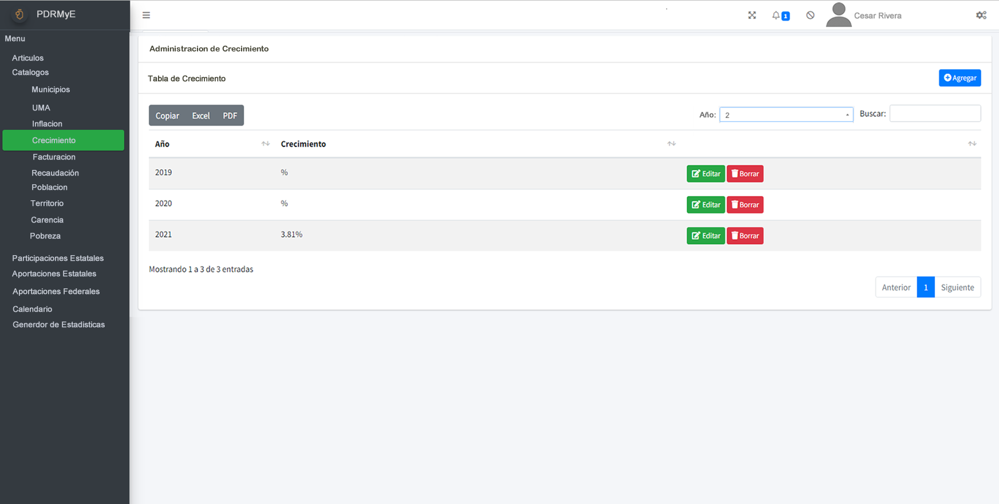 PDRMyE
Menu
Articulos
Catalogos
Municipios
UMA
Inflacion
Crecimiento
Facturacion
Recaudación
Poblacion
Territorio
Carencia
Pobreza
Participaciones Estatales
Aportaciones Estatales
Aportaciones Federales
Calendario
Generdor de Estadisticas
1
Cesar Rivera
Administracion de Crecimiento
Tabla de Crecimiento
Agregar
Copiar Excel PDF
Año: 2 Buscar:
Año Crecimiento
2019 % Editar Borrar
2020 % Editar Borrar
2021 3.81% Editar Borrar
Mostrando 1 a 3 de 3 entradas
Anterior 1 Siguiente